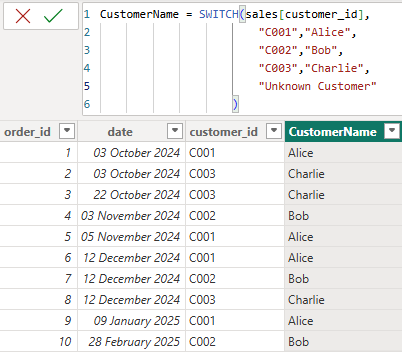 1 CustomerName = SWITCH(sales[customer_id],
2 "C001","Alice",
3 "C002","Bob",
4 "C003","Charlie",
5 "Unknown Customer"
6 )
order_id date customer_id CustomerName
1 03 October 2024 C001 Alice
2 03 October 2024 C003 Charlie
3 22 October 2024 C003 Charlie
4 03 November 2024 C002 Bob
5 05 November 2024 C001 Alice
6 12 December 2024 C001 Alice
7 12 December 2024 C002 Bob
8 12 December 2024 C003 Charlie
9 09 January 2025 C001 Alice
10 28 February 2025 C002 Bob